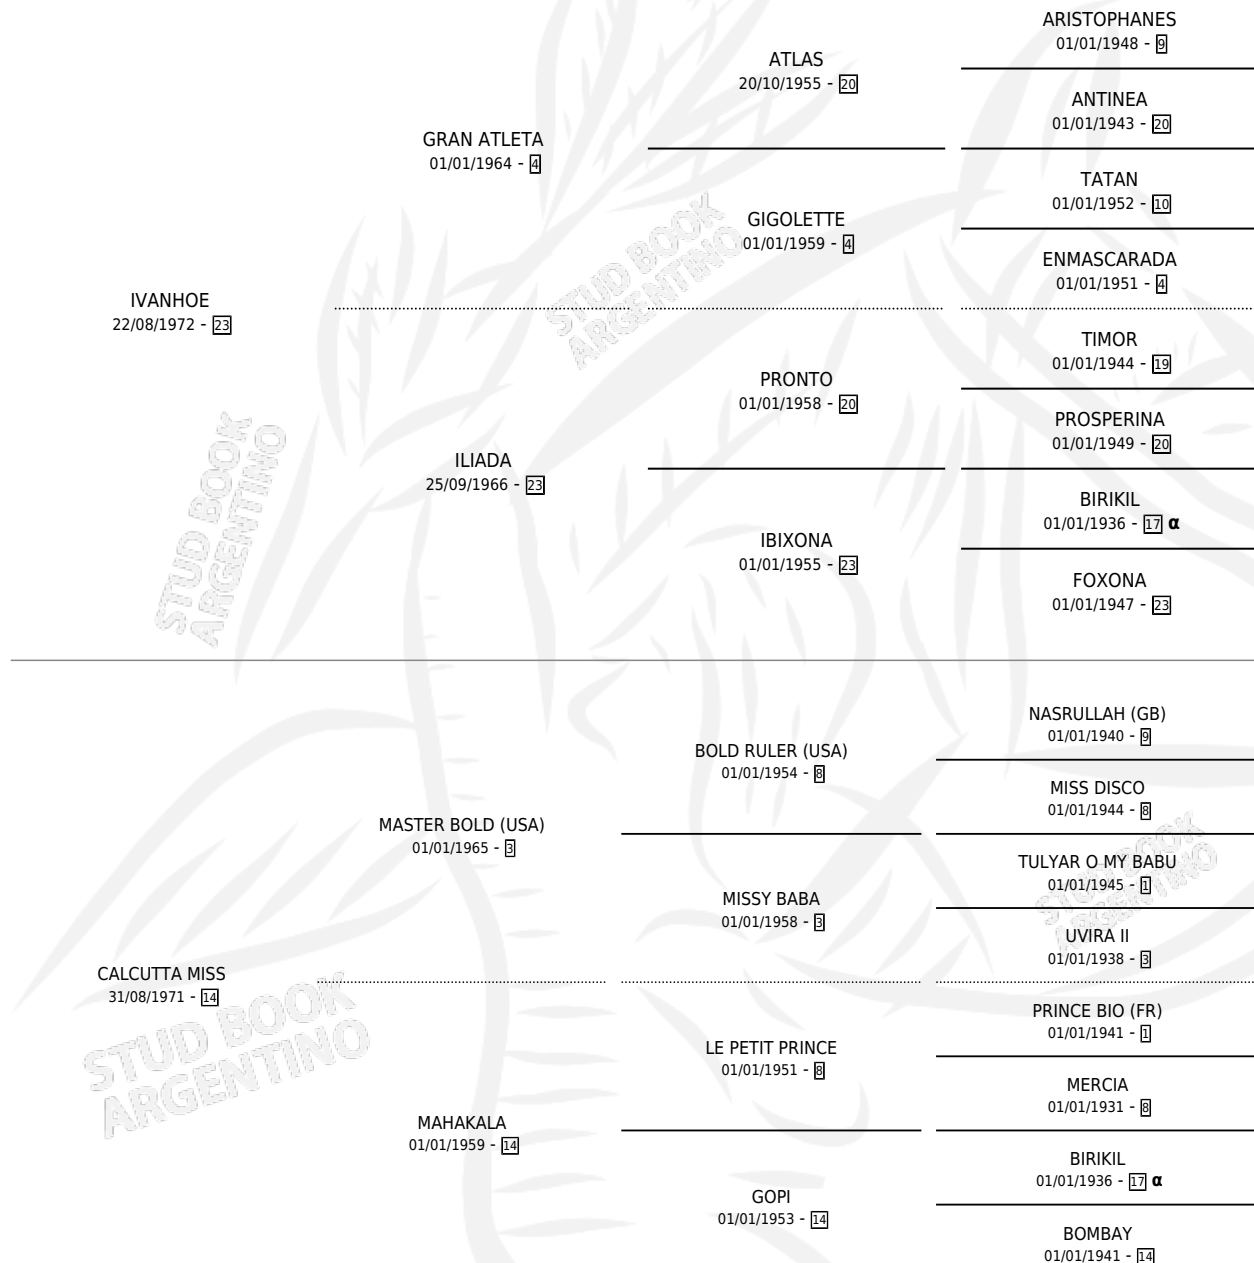 ARISTOPHANES
01/01/1948 - 9
ATLAS
20/10/1955 - 20
ANTINEA
01/01/1943 - 20
GRAN ATLETA
01/01/1964 - 4
TATAN
01/01/1952 - 10
GIGOLETTE
01/01/1959 - 4
ENMASCARADA
01/01/1951 - 4
IVANHOE
22/08/1972 - 23
TIMOR
01/01/1944 - 19
PRONTO
01/01/1958 - 20
PROSPERINA
01/01/1949 - 20
ILIADA
25/09/1966 - 23
BIRIKIL
01/01/1936 - 17 α
IBIXONA
01/01/1955 - 23
FOXONA
01/01/1947 - 23
STUD BOOK
ARGENTINO
STUD BOOK
ARGENTINO
NASRULLAH (GB)
01/01/1940 - 9
BOLD RULER (USA)
01/01/1954 - 8
MISS DISCO
01/01/1944 - 8
MASTER BOLD (USA)
01/01/1965 - 3
TULYAR O MY BABU
01/01/1945 - 1
MISSY BABA
01/01/1958 - 3
UVIRA II
01/01/1938 - 3
CALCUTTA MISS
31/08/1971 - 14
PRINCE BIO (FR)
01/01/1941 - 1
LE PETIT PRINCE
01/01/1951 - 8
MERCIA
01/01/1931 - 8
MAHAKALA
01/01/1959 - 14
BIRIKIL
01/01/1936 - 17 α
GOPI
01/01/1953 - 14
BOMBAY
01/01/1941 - 14
STUD BOOK
ARGENTINO
STUD BOOK
ARGENTINO